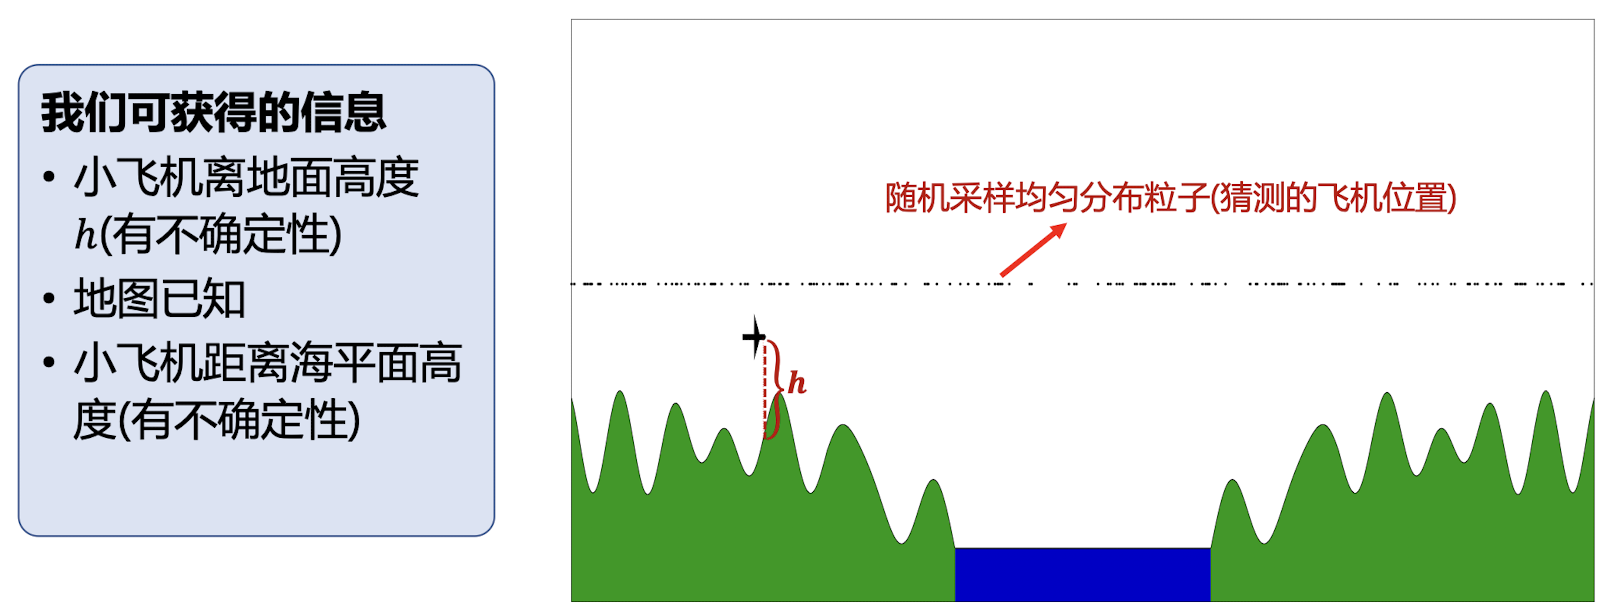 我们可获得的信息
• 小飞机离地面高度
h(有不确定性)
• 地图已知
• 小飞机距离海平面高
度(有不确定性)
随机采样均匀分布粒子(猜测的飞机位置)
h